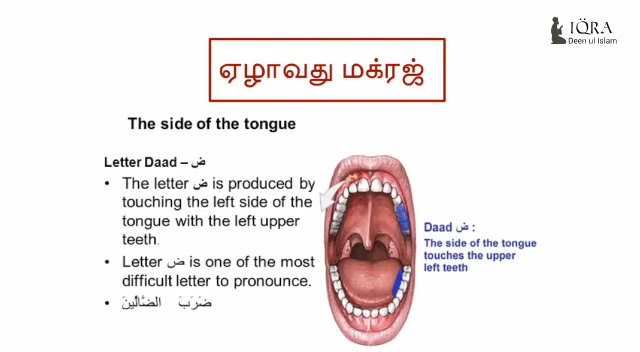 IQRA
Deen ul Islam
ஏழாவது மக்ரஜ்
The side of the tongue
Letter Daad – ض
• The letter ض is produced by
touching the left side of the
tongue with the left upper
teeth.
• Letter ض is one of the most
difficult letter to pronounce.
• ضَرَبَ الضَّالِّينَ
Daad ض :
The side of the tongue
touches the upper
left teeth